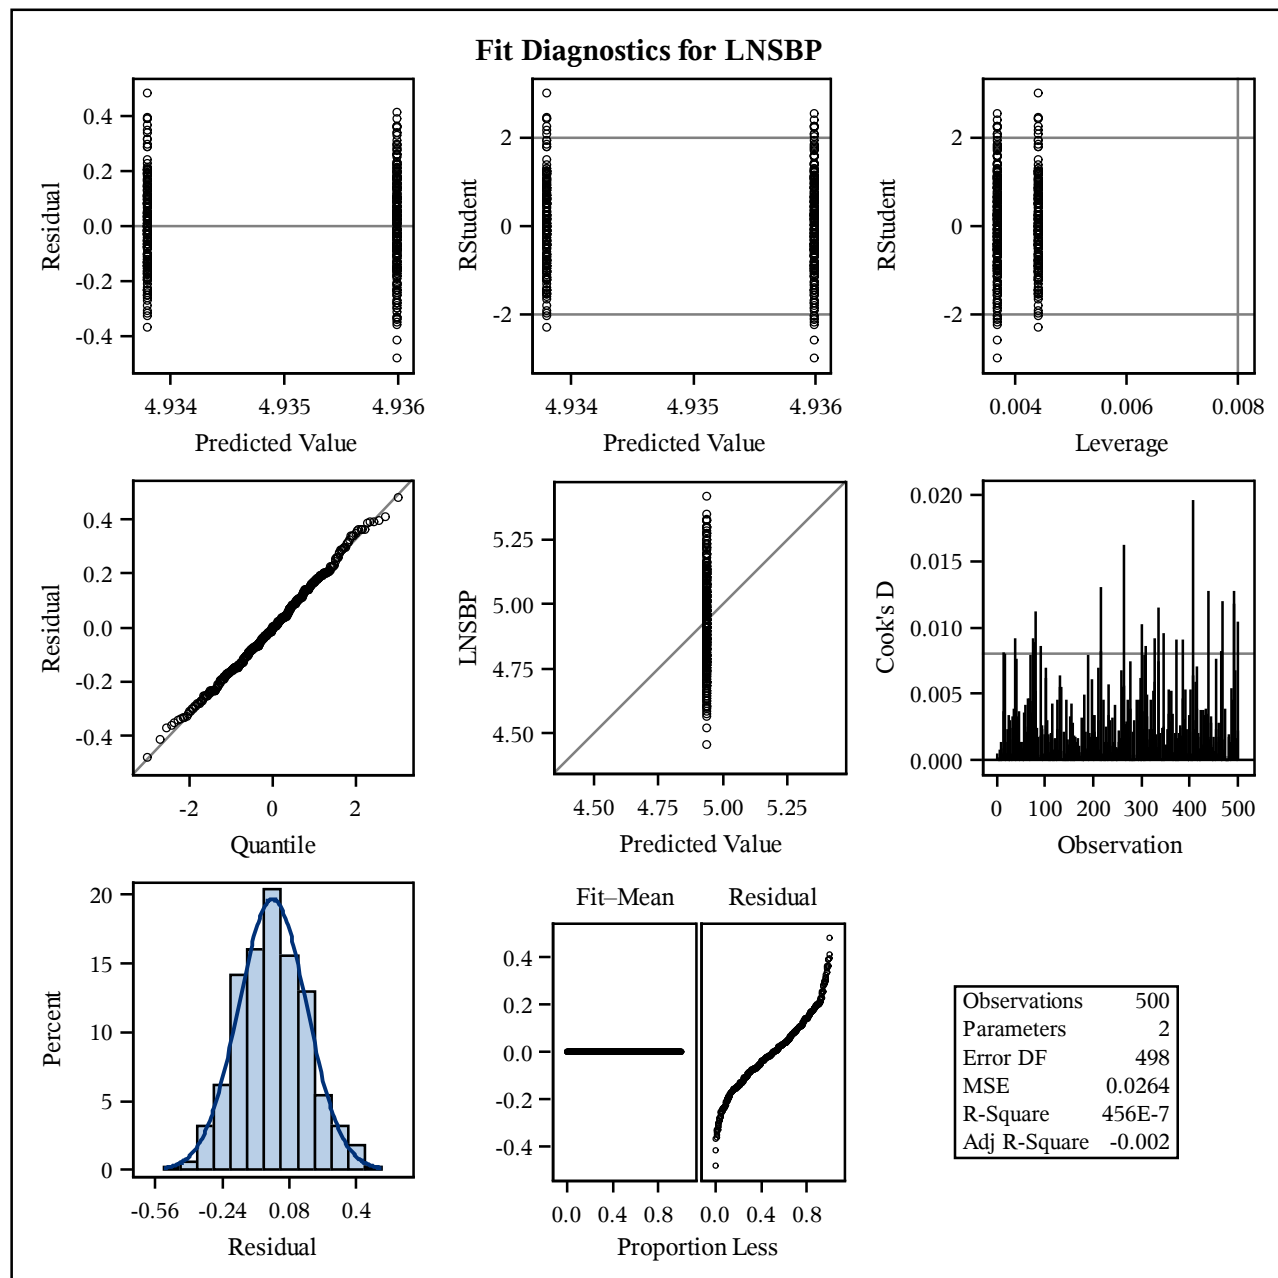 Fit Diagnostics for LNSBP
Residual
0.4
0.2
0.0
-0.2
-0.4
4.934 4.935 4.936
Predicted Value
RStudent
2
0
-2
4.934 4.935 4.936
Predicted Value
RStudent
2
0
-2
0.004 0.006 0.008
Leverage
Residual
0.4
0.2
0.0
-0.2
-0.4
-2 0 2
Quantile
LNSBP
5.25
5.00
4.75
4.50
4.50 4.75 5.00 5.25
Predicted Value
Cook's D
0.020
0.015
0.010
0.005
0.000
0 100 200 300 400 500
Observation
Percent
20
15
10
5
0
-0.56 -0.24 0.08 0.4
Residual
Fit–Mean Residual
0.4
0.2
0.0
-0.2
-0.4
0.0 0.4 0.8 0.0 0.4 0.8
Proportion Less
Observations 500
Parameters 2
Error DF 498
MSE 0.0264
R-Square 456E-7
Adj R-Square -0.002